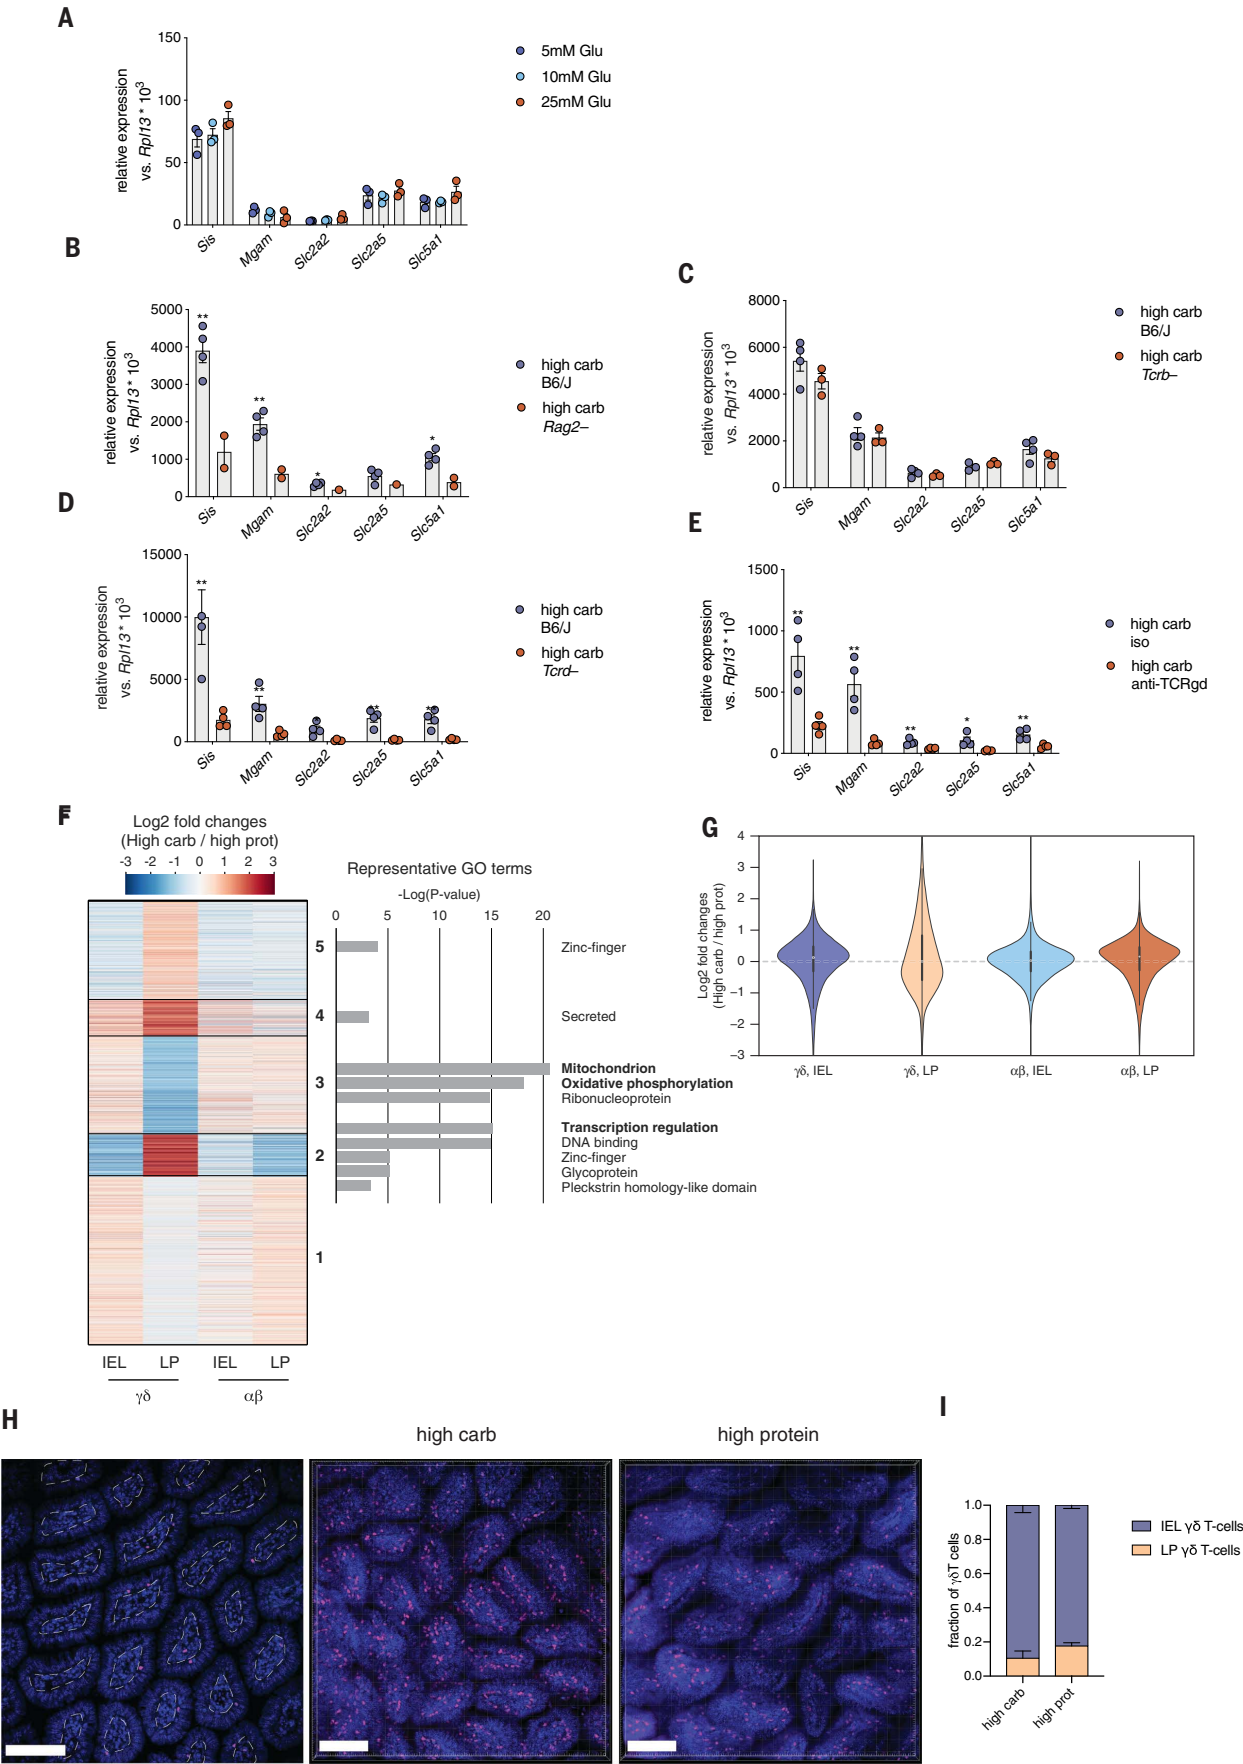 A
150
100
50
0
relative expression
vs. Rpl13 * 10³
Sis
Mgam
Slc2a2
Slc2a5
Slc5a1
5mM Glu
10mM Glu
25mM Glu
B
5000
4000
3000
2000
1000
0
relative expression
vs. Rpl13 * 10³
**
**
*
*
Sis
Mgam
Slc2a2
Slc2a5
Slc5a1
high carb
B6/J
high carb
Rag2–
C
8000
6000
4000
2000
0
relative expression
vs. Rpl13 * 10³
Sis
Mgam
Slc2a2
Slc2a5
Slc5a1
high carb
B6/J
high carb
Tcrb–
D
15000
10000
5000
0
relative expression
vs. Rpl13 * 10³
**
**
*
**
**
Sis
Mgam
Slc2a2
Slc2a5
Slc5a1
high carb
B6/J
high carb
Tcrd–
E
1500
1000
500
0
relative expression
vs. Rpl13 * 10³
**
**
**
*
**
Sis
Mgam
Slc2a2
Slc2a5
Slc5a1
high carb
iso
high carb
anti-TCRgd
F
Log2 fold changes
(High carb / high prot)
-3 -2 -1 0 1 2 3
Representative GO terms
-Log(P-value)
0 5 10 15 20
5
Zinc-finger
4
Secreted
3
Mitochondrion
Oxidative phosphorylation
Ribonucleoprotein
2
Transcription regulation
DNA binding
Zinc-finger
Glycoprotein
Pleckstrin homology-like domain
1
IEL LP IEL LP
γδ αβ
G
4
3
2
1
0
−1
−2
−3
Log2 fold changes
(High carb / high prot)
γδ, IEL
γδ, LP
αβ, IEL
αβ, LP
H
high carb
high protein
I
1.0
0.8
0.6
0.4
0.2
0.0
fraction of γδT cells
high carb
high prot
IEL γδ T-cells
LP γδ T-cells